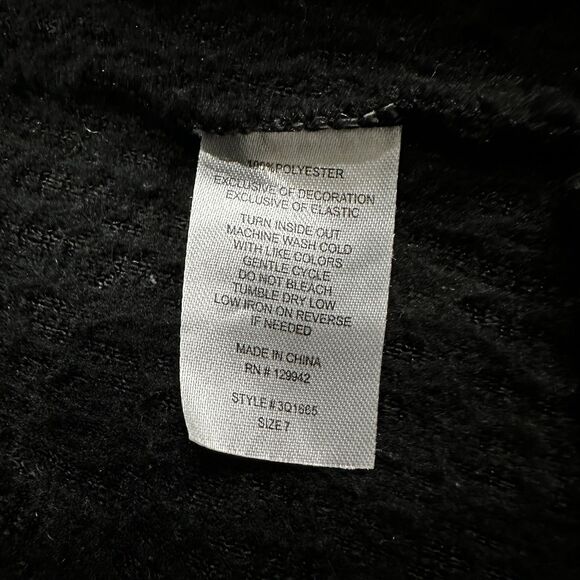 100%POLYESTER
EXCLUSIVE OF DECORATION
EXCLUSIVE OF ELASTIC
TURN INSIDE OUT
MACHINE WASH COLD
WITH LIKE COLORS
GENTLE CYCLE
DO NOT BLEACH
TUMBLE DRY LOW
LOW IRON ON REVERSE
IF NEEDED
MADE IN CHINA
RN # 129942
STYLE # 3Q1665
SIZE 7